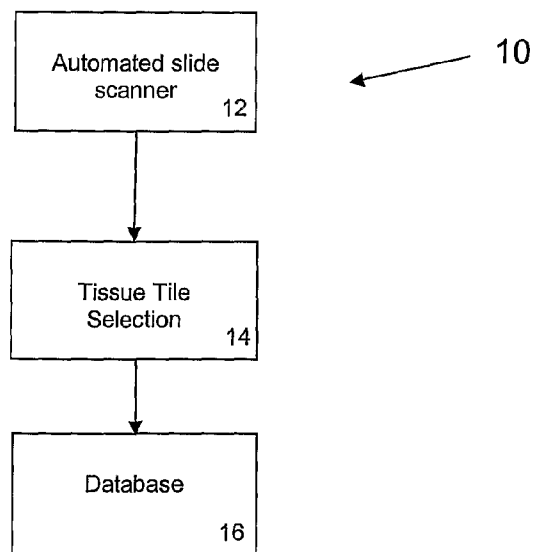 Automated slide
scanner
12
10
Tissue Tile
Selection
14
Database
16